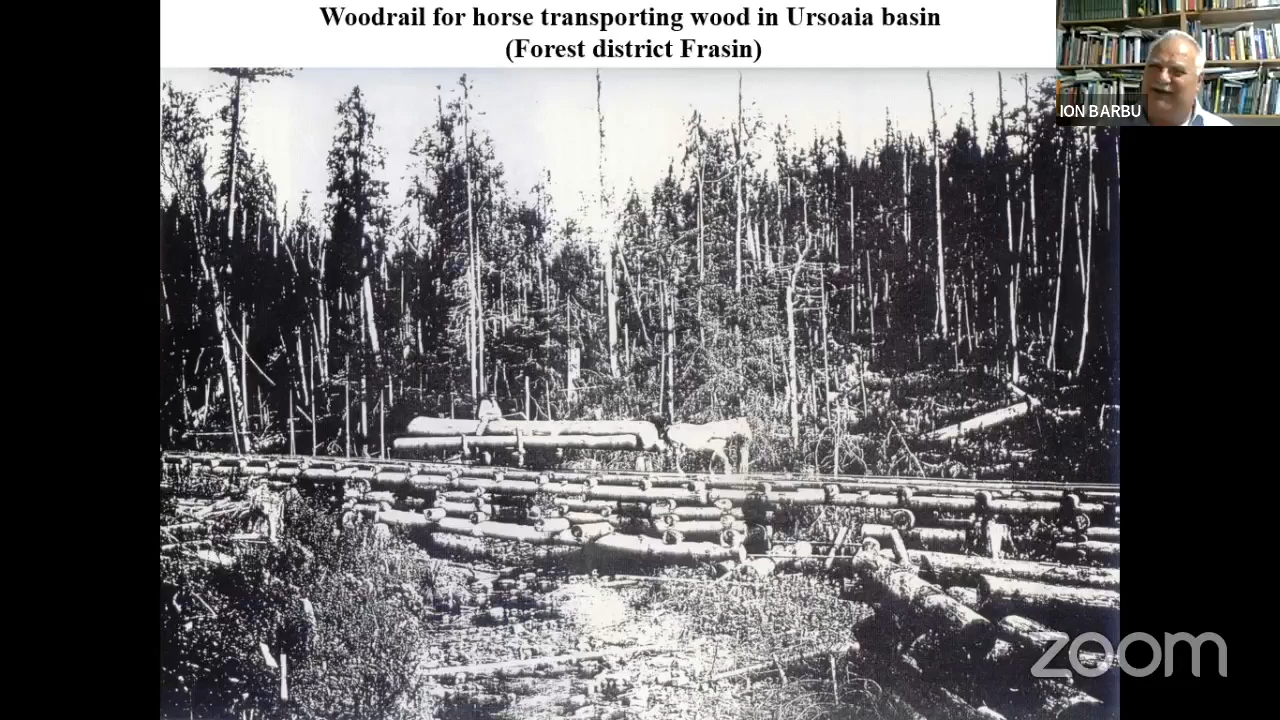 Woodrail for horse transporting wood in Ursoaia basin
(Forest district Frasin)
ION BARBU
zoom